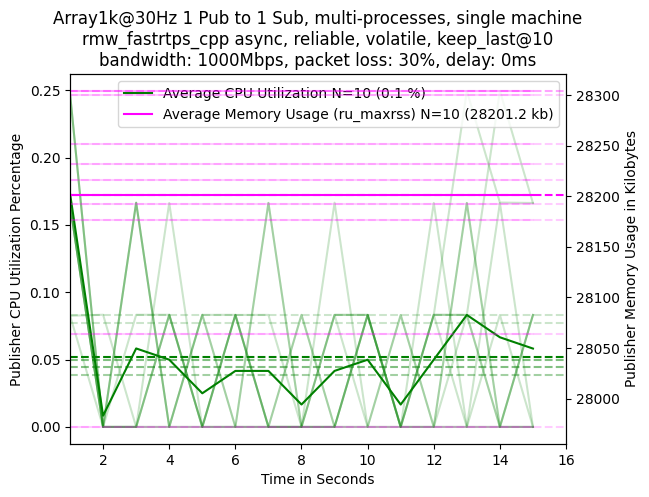 Array1k@30Hz 1 Pub to 1 Sub, multi-processes, single machine
rmw_fastrtps_cpp async, reliable, volatile, keep_last@10
bandwidth: 1000Mbps, packet loss: 30%, delay: 0ms
Average CPU Utilization N=10 (0.1 %)
Average Memory Usage (ru_maxrss) N=10 (28201.2 kb)
Publisher CPU Utilization Percentage
0.25
0.20
0.15
0.10
0.05
0.00
28300
28250
28200
28150
28100
28050
28000
Publisher Memory Usage in Kilobytes
2 4 6 8 10 12 14 16
Time in Seconds